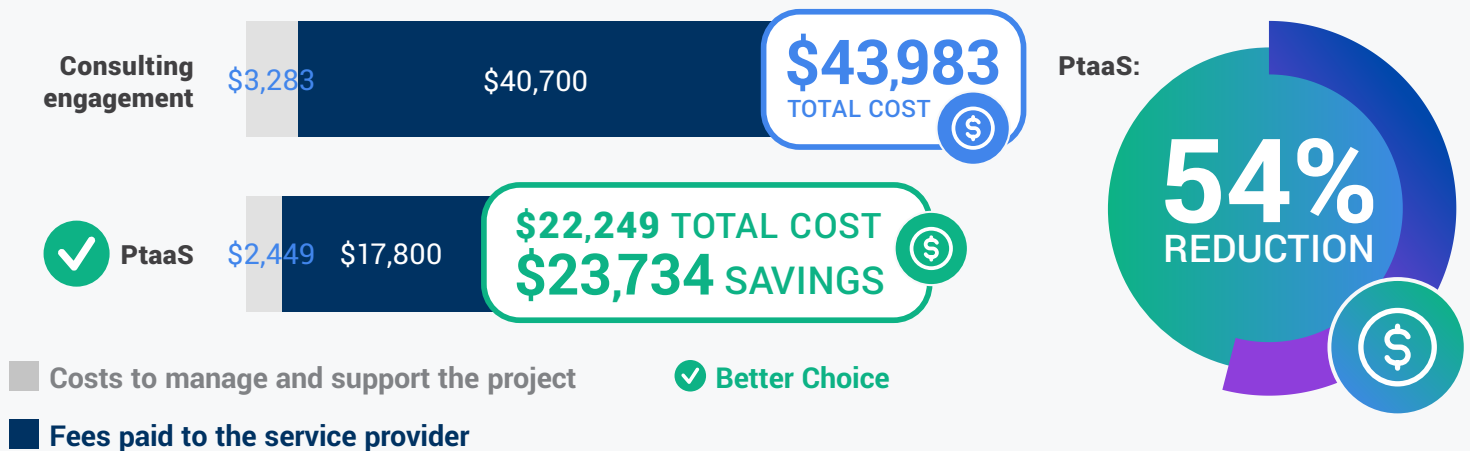 Consulting
engagement
$3,283
$40,700
$43,983
TOTAL COST
$
PtaaS
$2,449
$17,800
$22,249 TOTAL COST
$23,734 SAVINGS
$
PtaaS:
54%
REDUCTION
$
Costs to manage and support the project
Better Choice
Fees paid to the service provider